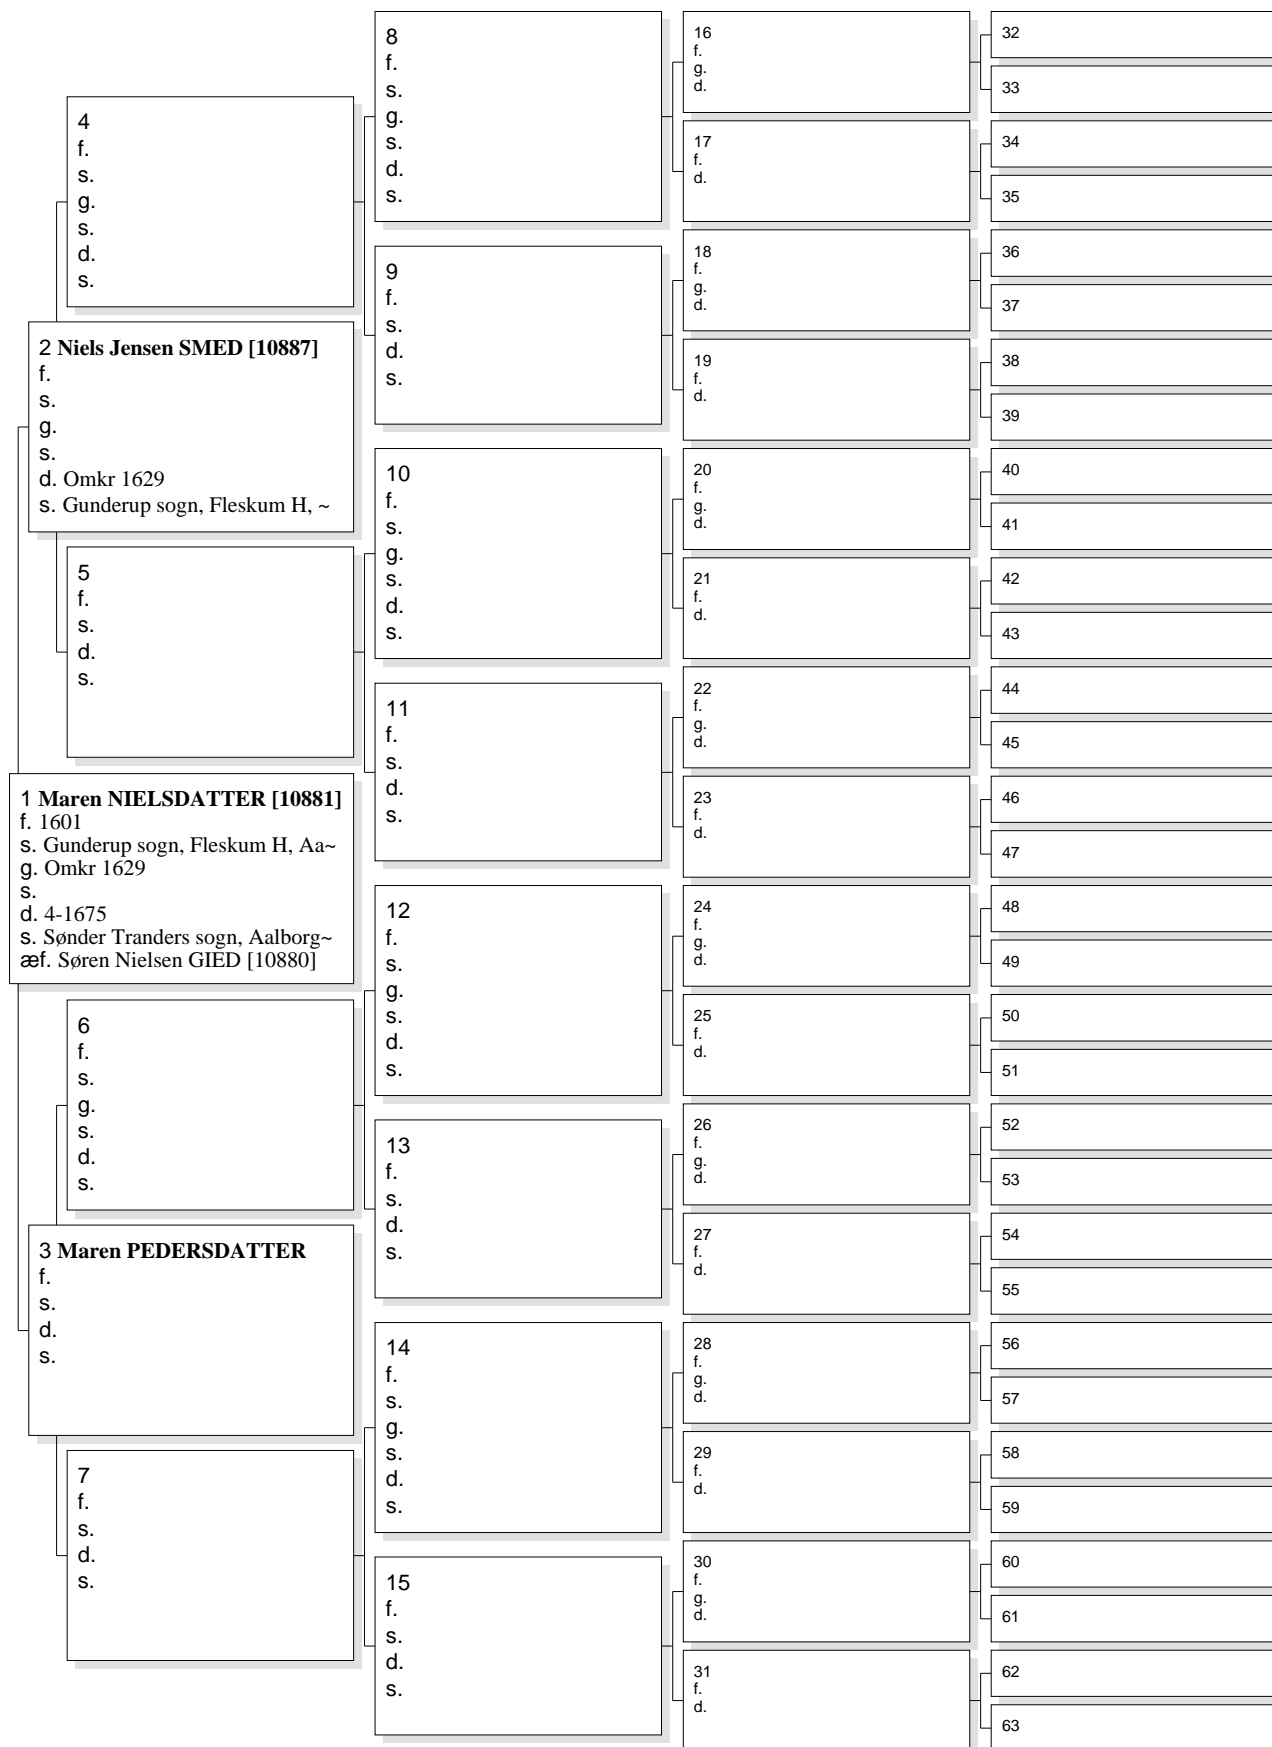 4
f.
s.
g.
s.
d.
s.
2 Niels Jensen SMED [10887]
f.
s.
g.
s.
d. Omkr 1629
s. Gunderup sogn, Fleskum H, ~
5
f.
s.
d.
s.
1 Maren NIELSDATTER [10881]
f. 1601
s. Gunderup sogn, Fleskum H, Aa~
g. Omkr 1629
s.
d. 4-1675
s. Sønder Tranders sogn, Aalborg~
æf. Søren Nielsen GIED [10880]
6
f.
s.
g.
s.
d.
s.
3 Maren PEDERSDATTER
f.
s.
d.
s.
7
f.
s.
d.
s.
8
f.
s.
g.
s.
d.
s.
9
f.
s.
d.
s.
10
f.
s.
g.
s.
d.
s.
11
f.
s.
d.
s.
12
f.
s.
g.
s.
d.
s.
13
f.
s.
d.
s.
14
f.
s.
g.
s.
d.
s.
15
f.
s.
d.
s.
16
f.
g.
d.
17
f.
d.
18
f.
g.
d.
19
f.
d.
20
f.
g.
d.
21
f.
d.
22
f.
g.
d.
23
f.
d.
24
f.
g.
d.
25
f.
d.
26
f.
g.
d.
27
f.
d.
28
f.
g.
d.
29
f.
d.
30
f.
g.
d.
31
f.
d.
32
33
34
35
36
37
38
39
40
41
42
43
44
45
46
47
48
49
50
51
52
53
54
55
56
57
58
59
60
61
62
63